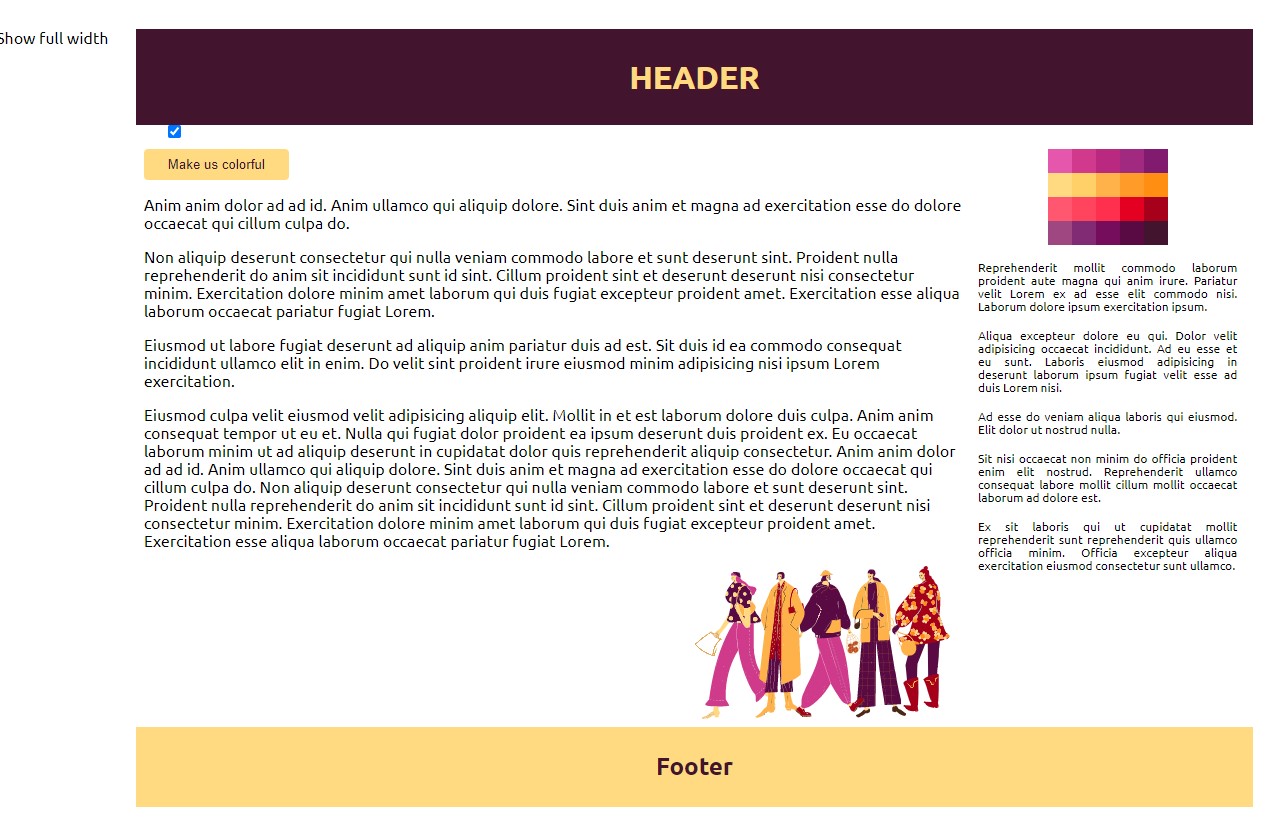 Show full width
HEADER
Make us colorful
Anim anim dolor ad ad id. Anim ullamco qui aliquip dolore. Sint duis anim et magna ad exercitation esse do dolore
occaecat qui cillum culpa do.
Non aliquip deserunt consectetur qui nulla veniam commodo labore et sunt deserunt sint. Proident nulla
reprehenderit do anim sit incididunt sunt id sint. Cillum proident sint et deserunt deserunt nisi consectetur
minim. Exercitation dolore minim amet laborum qui duis fugiat excepteur proident amet. Exercitation esse aliqua
laborum occaecat pariatur fugiat Lorem.
Eiusmod ut labore fugiat deserunt ad aliquip anim pariatur duis ad est. Sit duis id ea commodo consequat
incididunt ullamco elit in enim. Do velit sint proident irure eiusmod minim adipisicing nisi ipsum Lorem
exercitation.
Eiusmod culpa velit eiusmod velit adipisicing aliquip elit. Mollit in et est laborum dolore duis culpa. Anim anim
consequat tempor ut eu et. Nulla qui fugiat dolor proident ea ipsum deserunt duis proident ex. Eu occaecat
laborum minim ut ad aliquip deserunt in cupidatat dolor quis reprehenderit aliquip consectetur. Anim anim dolor
ad ad id. Anim ullamco qui aliquip dolore. Sint duis anim et magna ad exercitation esse do dolore occaecat qui
cillum culpa do. Non aliquip deserunt consectetur qui nulla veniam commodo labore et sunt deserunt sint.
Proident nulla reprehenderit do anim sit incididunt sunt id sint. Cillum proident sint et deserunt deserunt nisi
consectetur minim. Exercitation dolore minim amet laborum qui duis fugiat excepteur proident amet.
Exercitation esse aliqua laborum occaecat pariatur fugiat Lorem.
Reprehenderit mollit commodo laborum
proident aute magna qui anim irure. Pariatur
velit Lorem ex ad esse elit commodo nisi.
Laborum dolore ipsum exercitation ipsum.
Aliqua excepteur dolore eu qui. Dolor velit
adipisicing occaecat incididunt. Ad eu esse et
eu sunt. Laboris eiusmod adipisicing in
deserunt laborum ipsum fugiat velit esse ad
duis Lorem nisi.
Ad esse do veniam aliqua laboris qui eiusmod.
Elit dolor ut nostrud nulla.
Sit nisi occaecat non minim do officia proident
enim elit nostrud. Reprehenderit ullamco
consequat labore mollit cillum mollit occaecat
laborum ad dolore est.
Ex sit laboris qui ut cupidatat mollit
reprehenderit sunt reprehenderit quis ullamco
officia minim. Officia excepteur aliqua
exercitation eiusmod consectetur sunt ullamco.
Footer